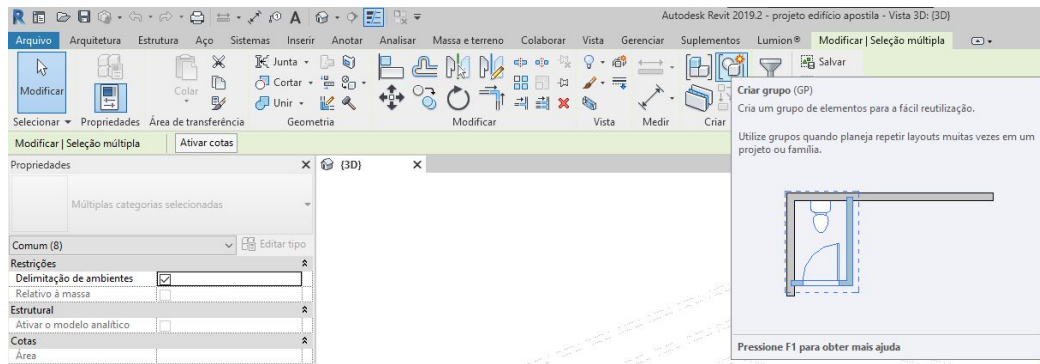 Autodesk Revit 2019.2 - projeto edifício apostila - Vista 3D: {3D}
Arquivo Arquitetura Estrutura Aço Sistemas Inserir Anotar Analisar Massa e terreno Colaborar Vista Gerenciar Suplementos Lumion® Modificar | Seleção múltipla
Modificar
Colar
Junta
Cortar
Unir
Salvar
Selecionar Propriedades Área de transferência Geometria Modificar Vista Medir Criar
Modificar | Seleção múltipla Ativar cotas
Propriedades
{3D}
Múltiplas categorias selecionadas
Comum (8) Editar tipo
Restrições
Delimitação de ambientes
Relativo à massa
Estrutural
Ativar o modelo analítico
Cotas
Área
Criar grupo (GP)
Cria um grupo de elementos para a fácil reutilização.
Utilize grupos quando planeja repetir layouts muitas vezes em um
projeto ou família.
Pressione F1 para obter mais ajuda